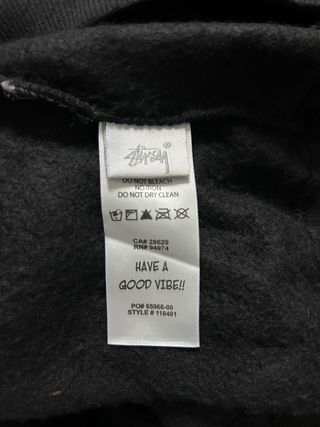 Stüssy ®
DO NOT BLEACH
NO IRON
DO NOT DRY CLEAN
CA# 28629
RN# 94974
HAVE A
GOOD VIBE!!
PO# 65968-00
STYLE # 118481